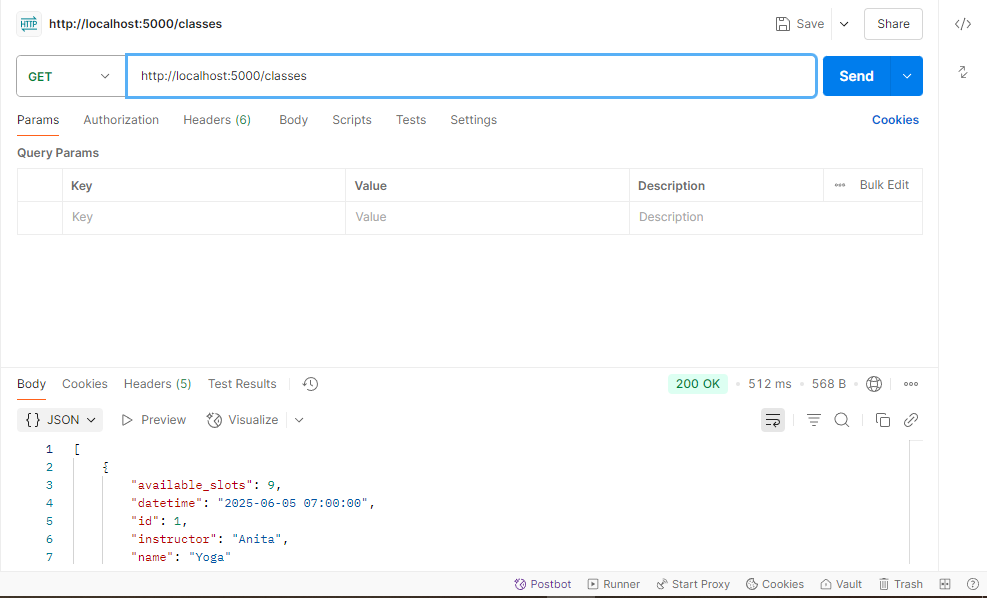 HTTP http://localhost:5000/classes Save Share
GET http://localhost:5000/classes Send
Params Authorization Headers (6) Body Scripts Tests Settings Cookies
Query Params
Key Value Description Bulk Edit
Key Value Description
Body Cookies Headers (5) Test Results 200 OK 512 ms 568 B
{} JSON Preview Visualize
1 [
2 {
3 "available_slots": 9,
4 "datetime": "2025-06-05 07:00:00",
5 "id": 1,
6 "instructor": "Anita",
7 "name": "Yoga"
Postbot Runner Start Proxy Cookies Vault Trash